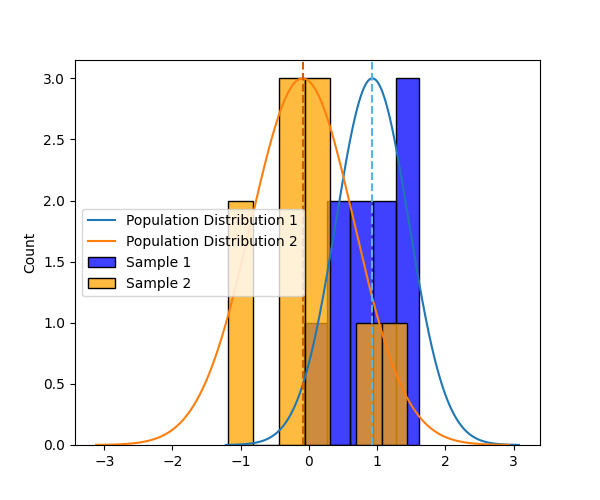 3.0
2.5
2.0
1.5
1.0
0.5
0.0
Count
Population Distribution 1
Population Distribution 2
Sample 1
Sample 2
−3 −2 −1 0 1 2 3